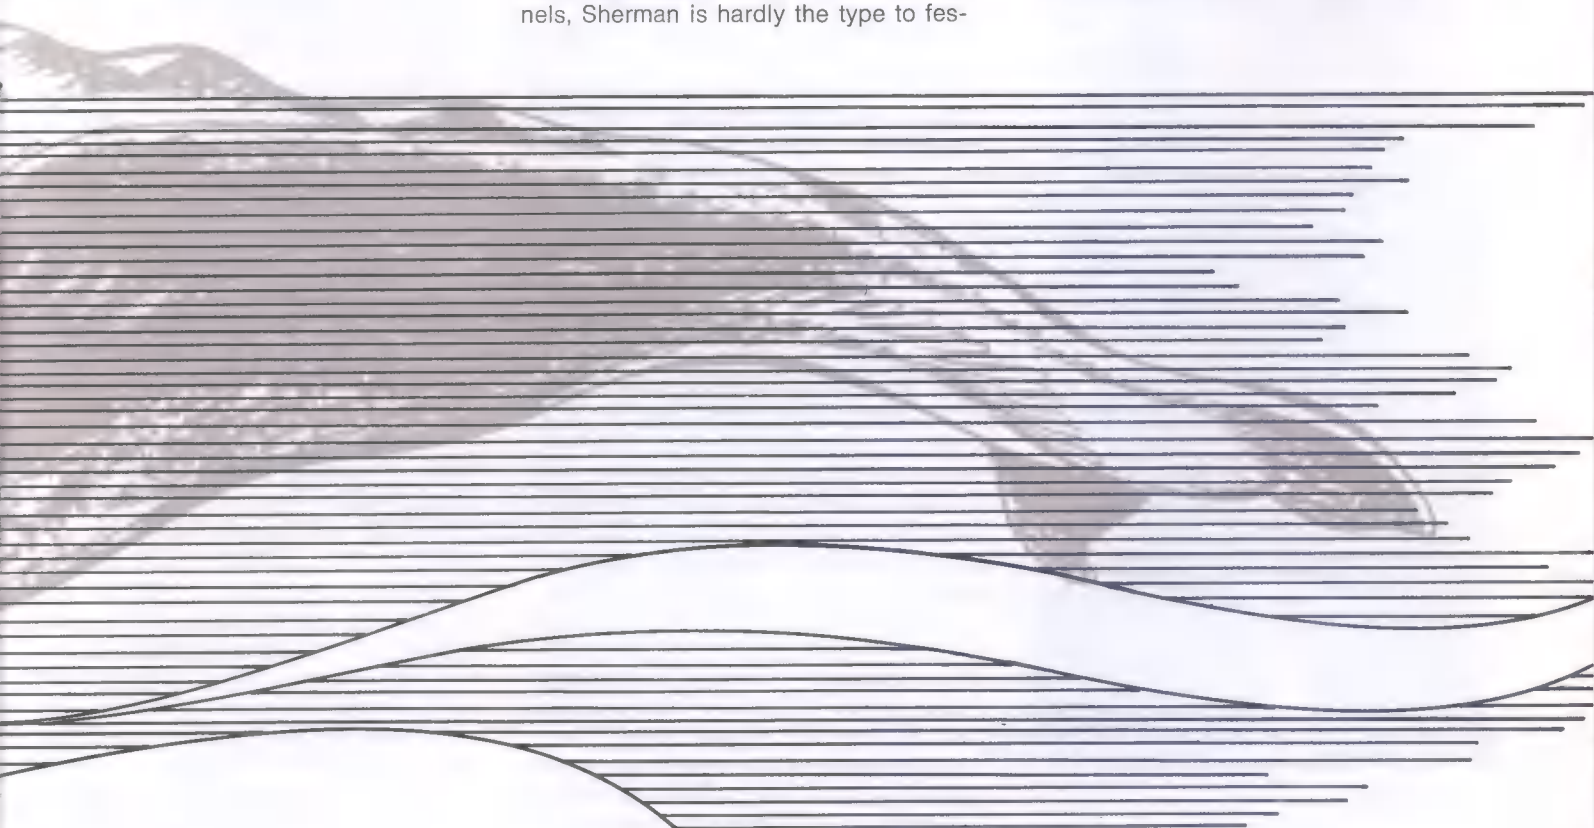 nels, Sherman is hardly the type to fes-